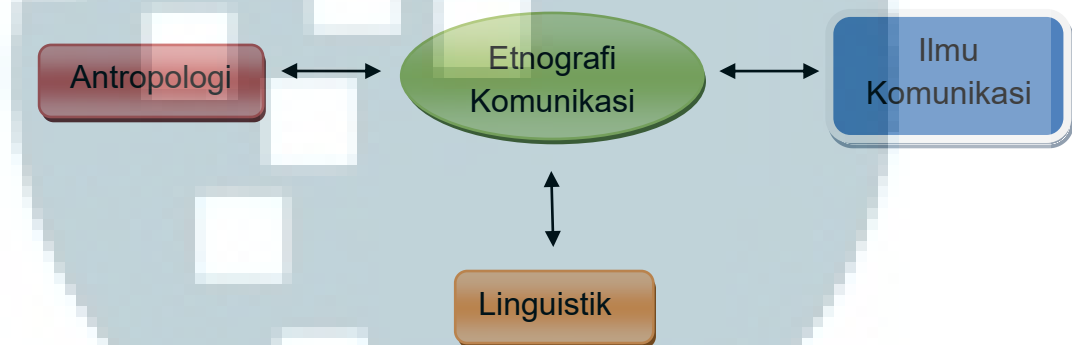 Antropologi
Etnografi
Komunikasi
Ilmu
Komunikasi
Linguistik